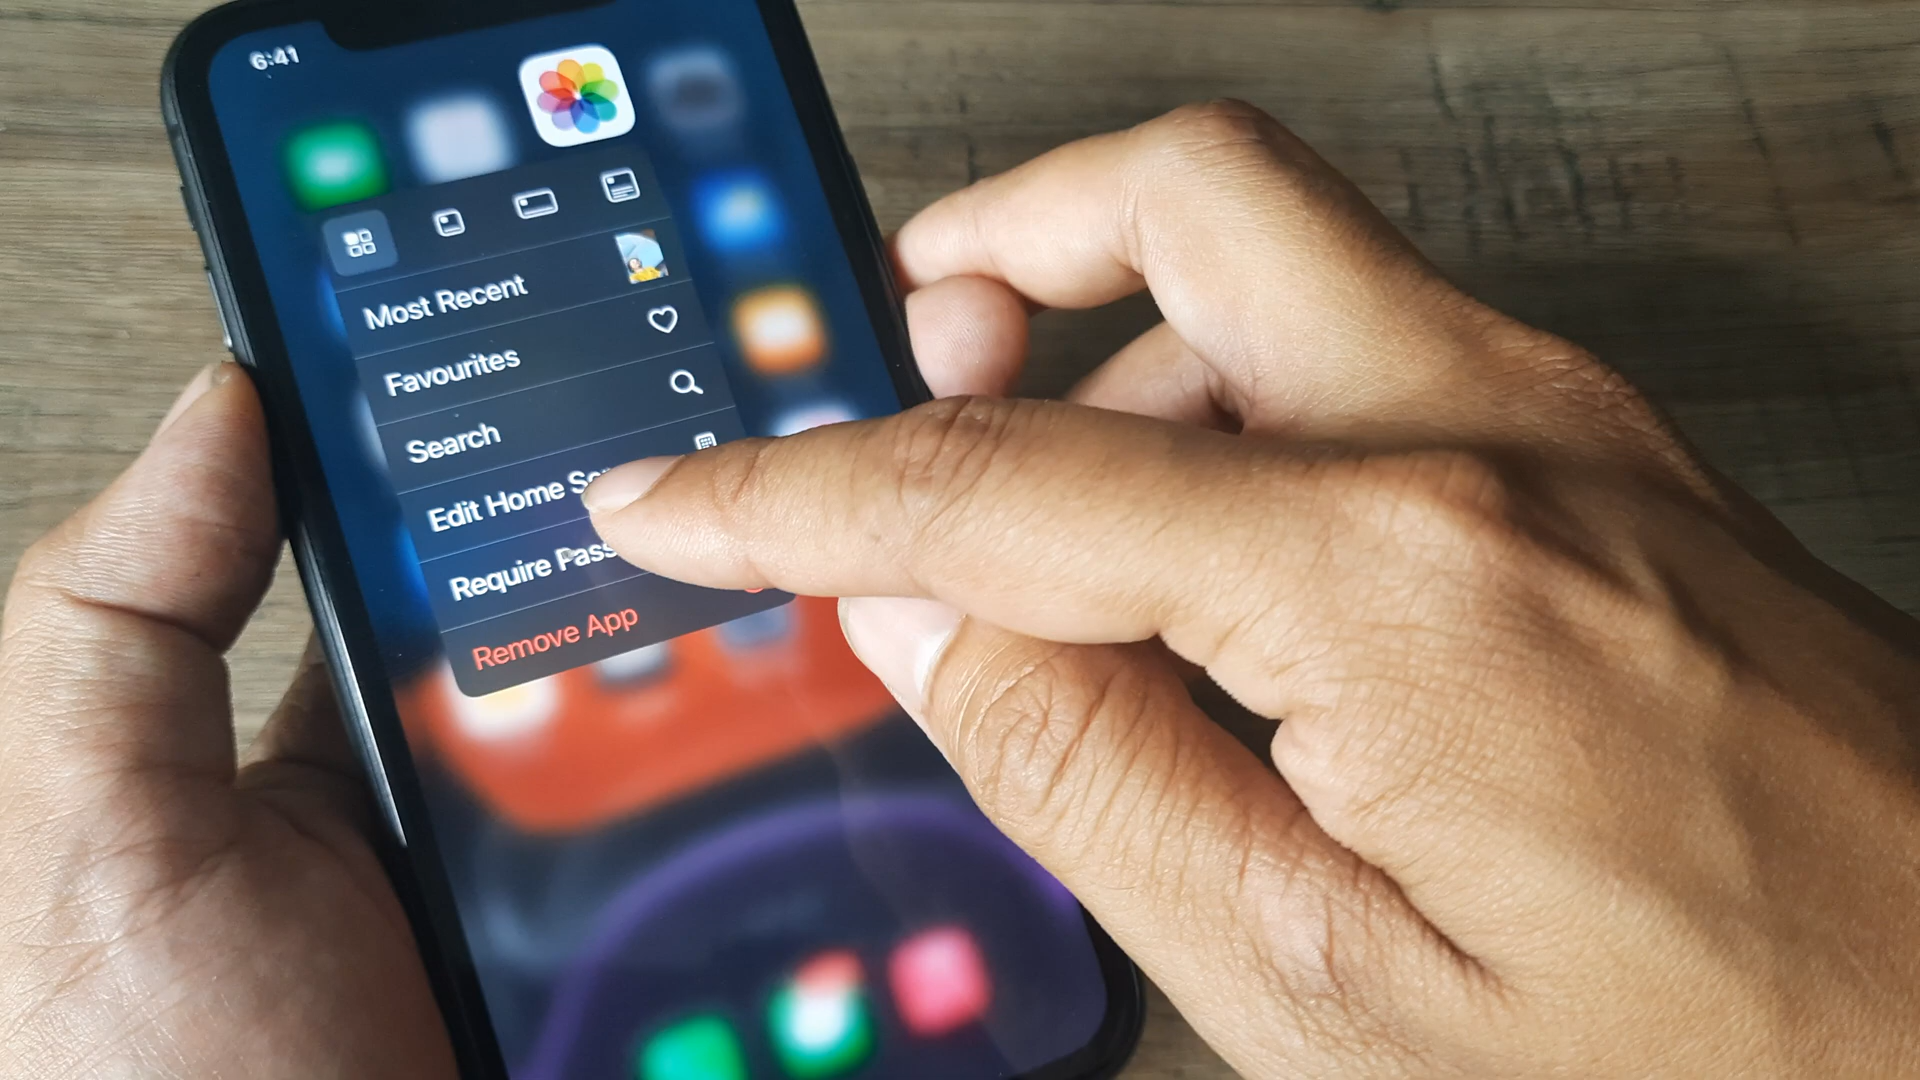 6:41
Most Recent
Favourites
Search
Edit Home Sc
Require Pass
Remove App